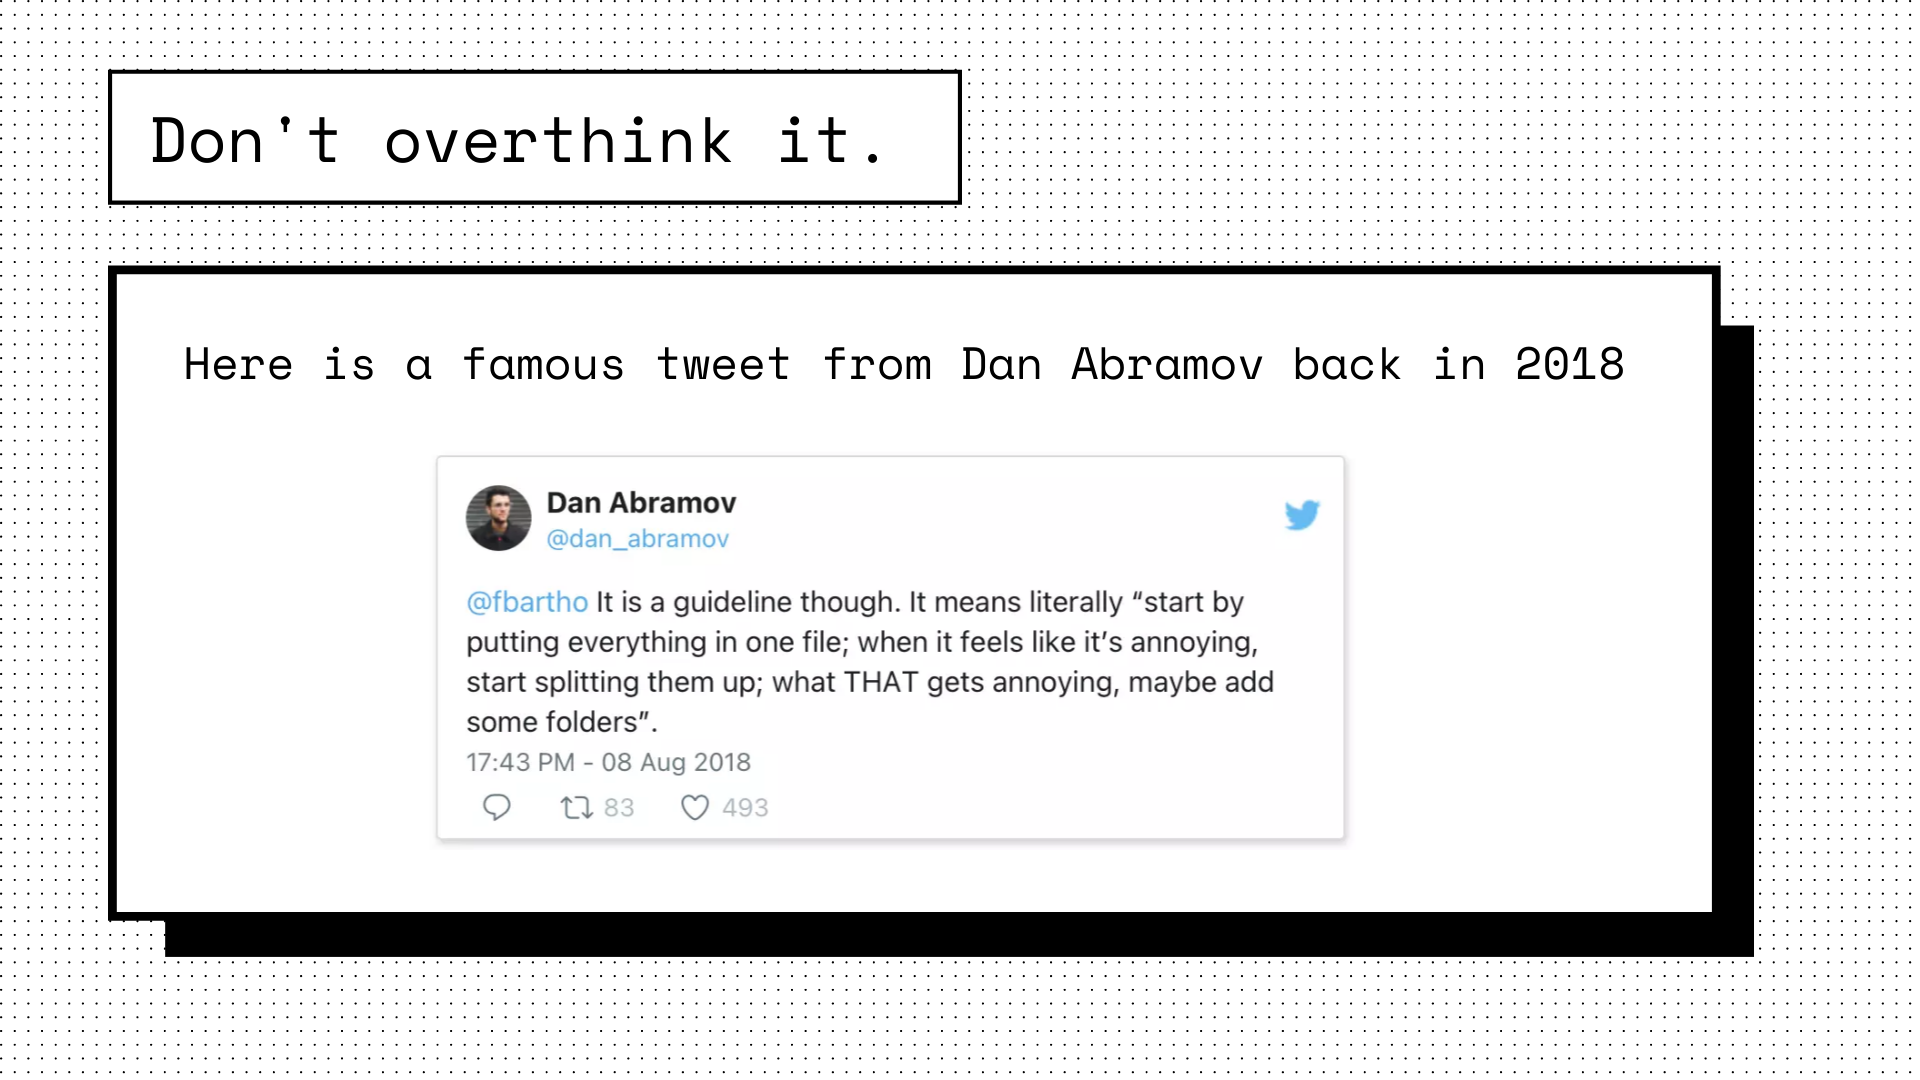 Don't overthink it.
Here is a famous tweet from Dan Abramov back in 2018
Dan Abramov
@dan_abramov
@fbartho It is a guideline though. It means literally “start by
putting everything in one file; when it feels like it’s annoying,
start splitting them up; what THAT gets annoying, maybe add
some folders”.
17:43 PM - 08 Aug 2018
83 493